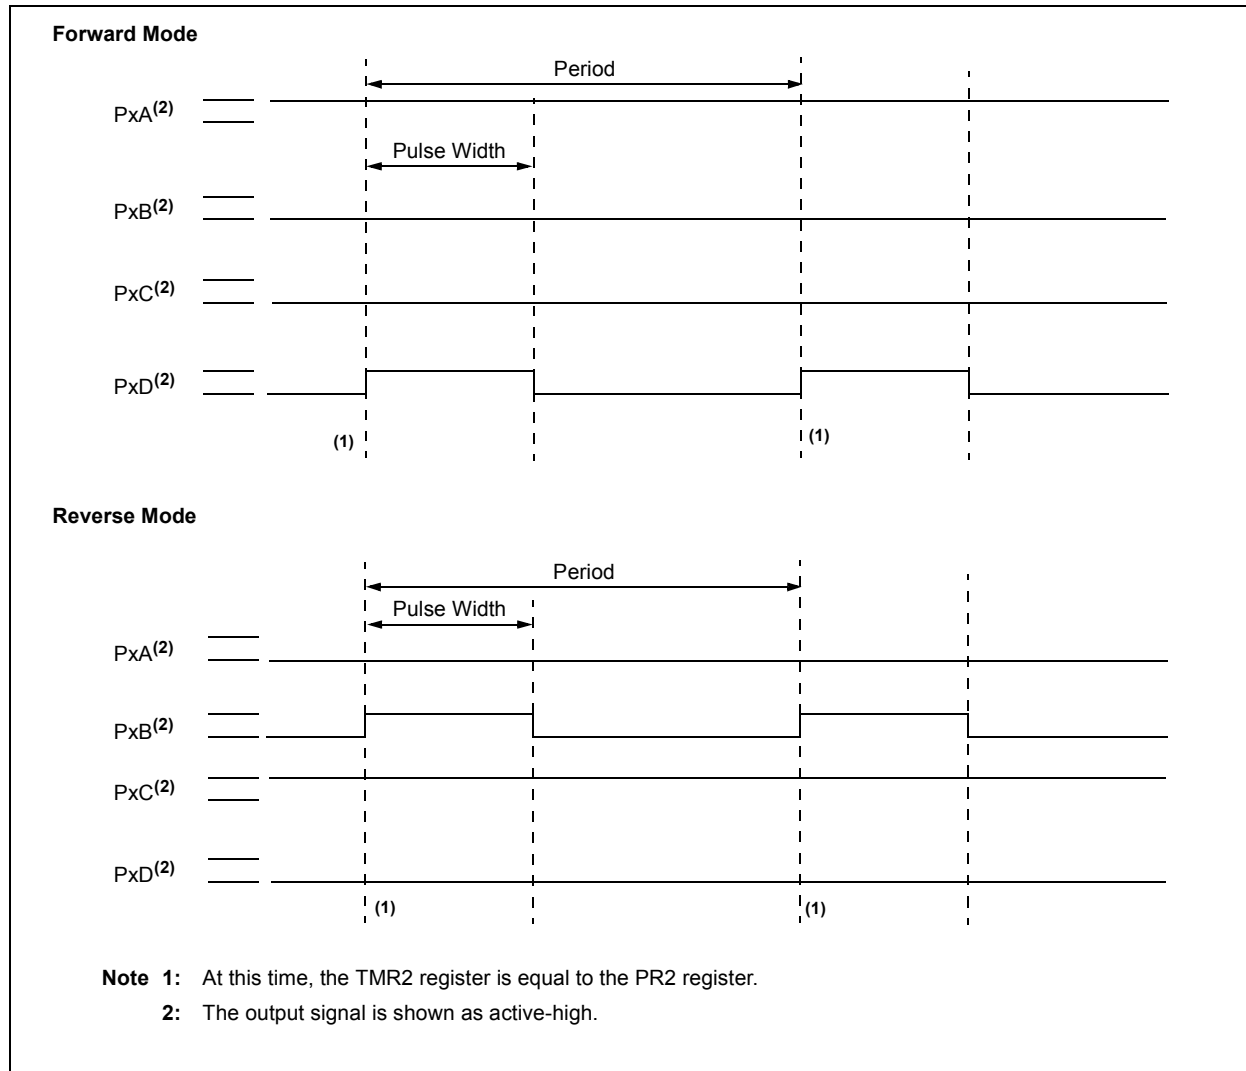 Forward Mode
Period
PxA(2)
Pulse Width
PxB(2)
PxC(2)
PxD(2)
(1)
(1)
Reverse Mode
Period
Pulse Width
PxA(2)
PxB(2)
PxC(2)
PxD(2)
(1)
(1)
Note 1: At this time, the TMR2 register is equal to the PR2 register.
2: The output signal is shown as active-high.